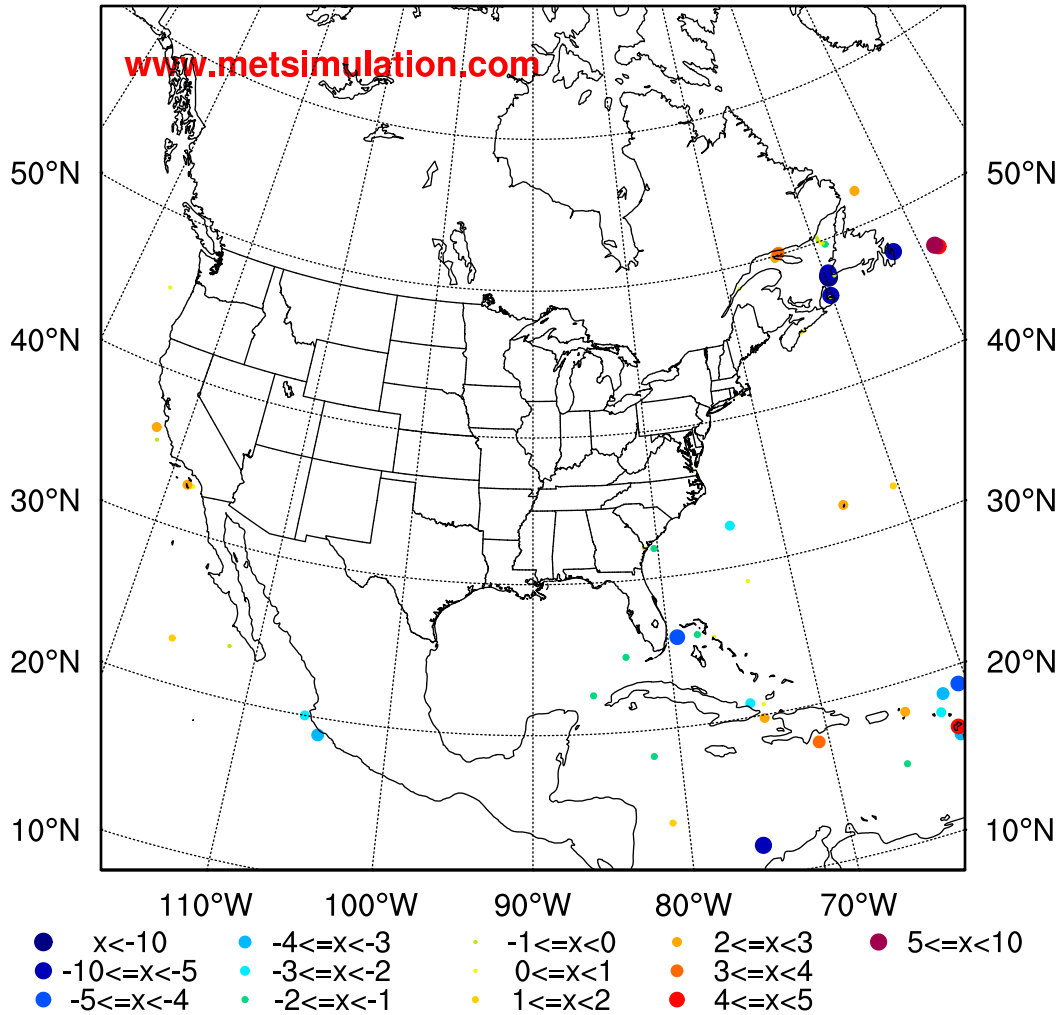 www.metsimulation.com
50°N 50°N
40°N 40°N
30°N 30°N
20°N 20°N
10°N 10°N
110°W 100°W 90°W 80°W 70°W
x<-10 -4<=x<-3 -1<=x<0 2<=x<3 5<=x<10
-10<=x<-5 -3<=x<-2 0<=x<1 3<=x<4
-5<=x<-4 -2<=x<-1 1<=x<2 4<=x<5